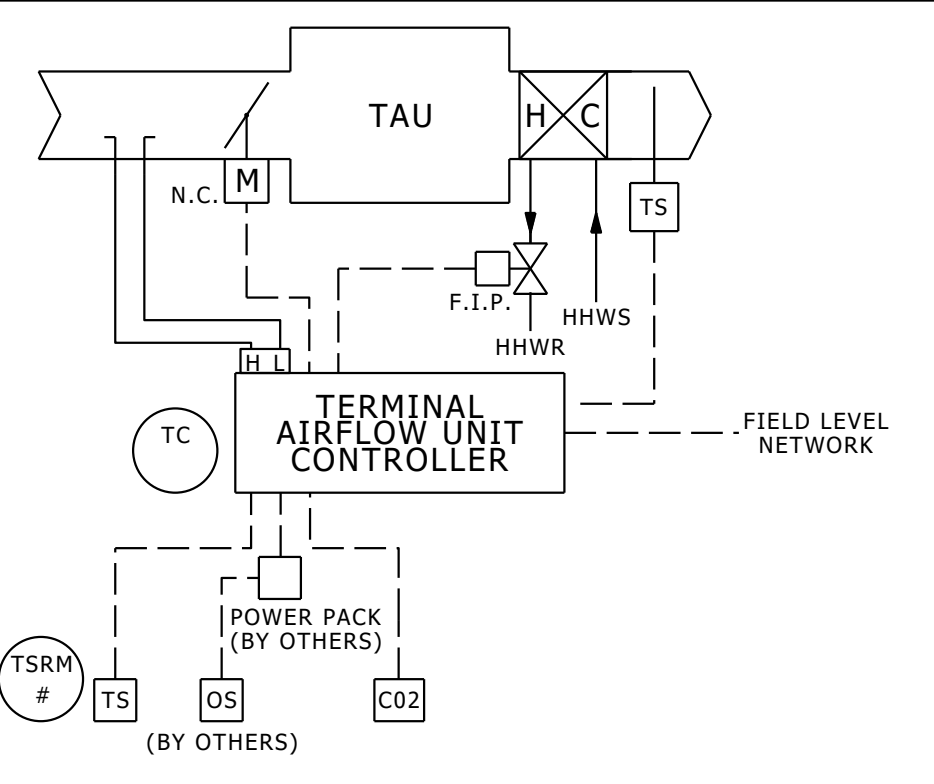 TAU
H C
M
N.C.
TS
F.I.P.
HHWS
HHWR
H L
TERMINAL
AIRFLOW UNIT
CONTROLLER
TC
FIELD LEVEL
NETWORK
POWER PACK
(BY OTHERS)
TSRM
#
TS
OS
C02
(BY OTHERS)